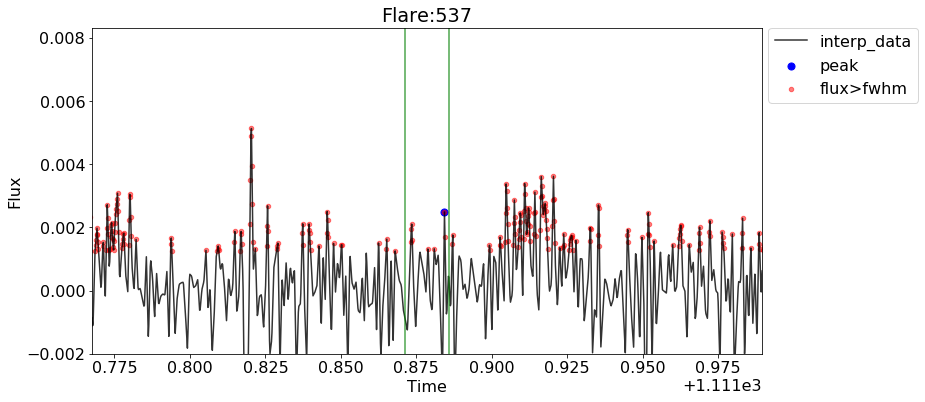 Flare:537
interp_data
peak
flux>fwhm
Flux
0.008
0.006
0.004
0.002
0.000
−0.002
0.775 0.800 0.825 0.850 0.875 0.900 0.925 0.950 0.975
Time
+1.111e3